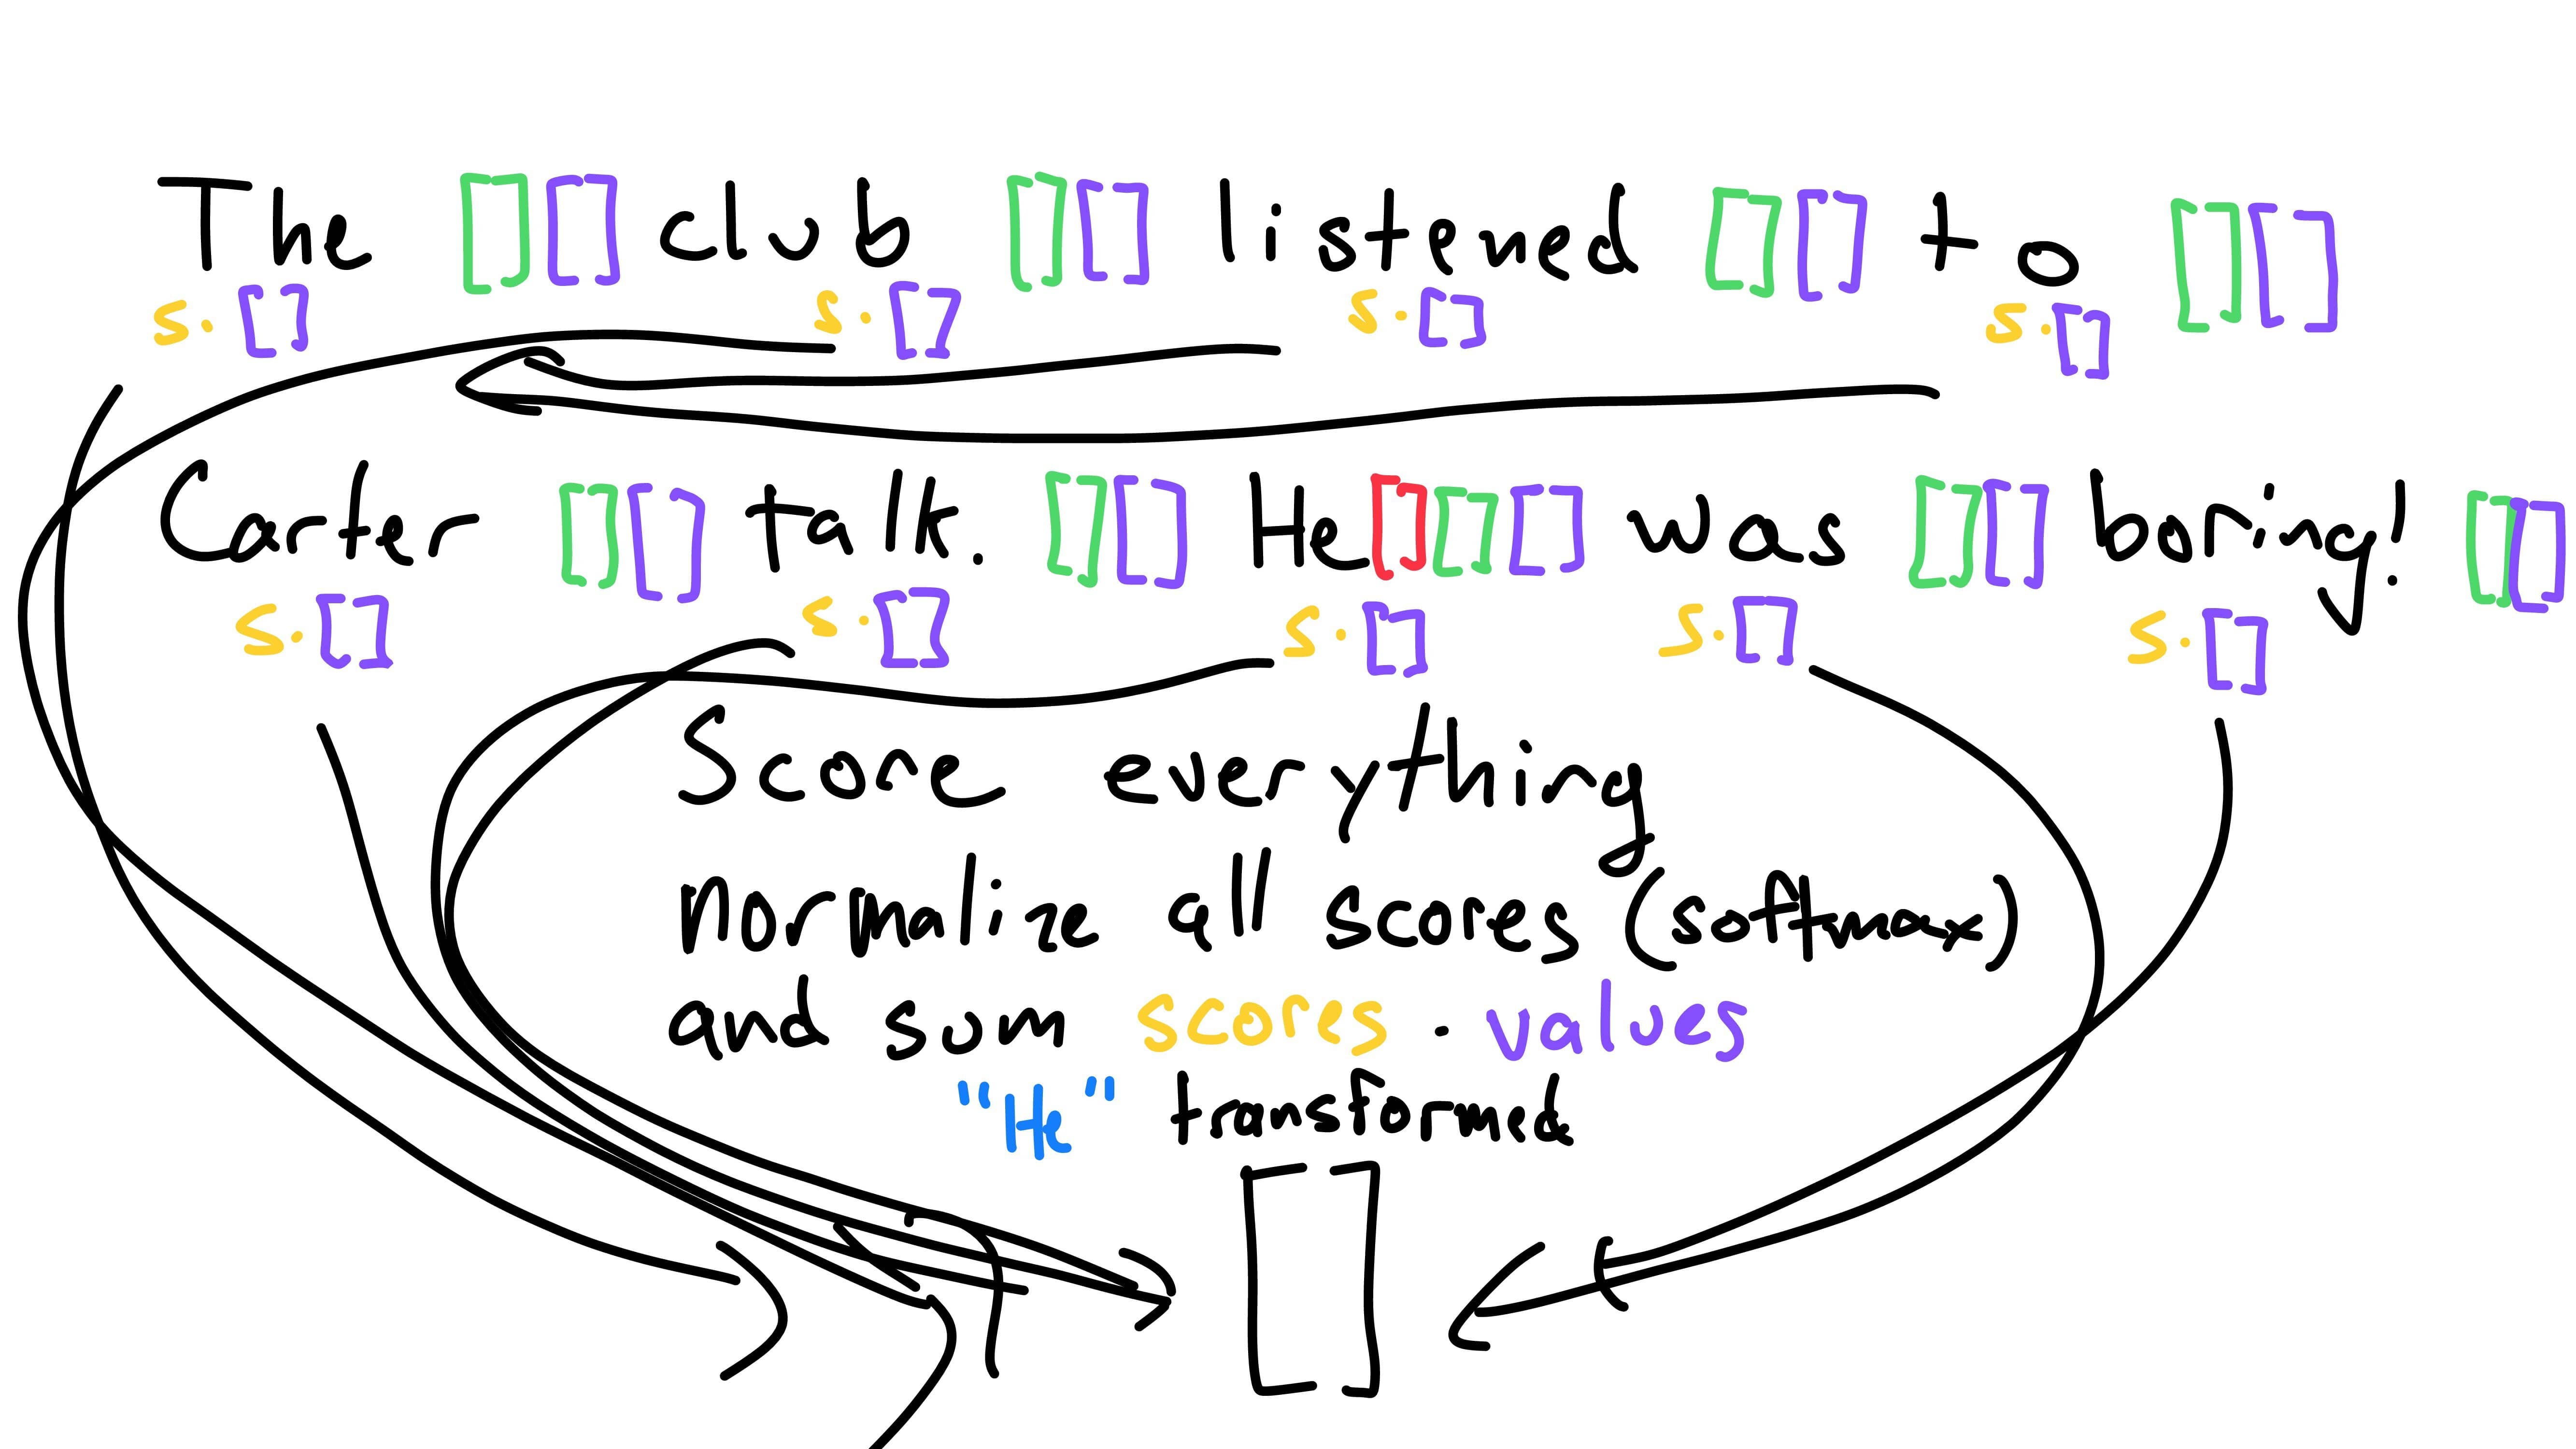 The [] [] club [] [] listened [] [] to [] []
s · [] s · [] s · [] s · []
Carter [] [] talk. [] [] He [] [] [] was [] [] boring! [] []
s · [] s · [] s · [] s · [] s · []
Score everything
normalize all scores (softmax)
and sum scores · values
"He" transformed
[]